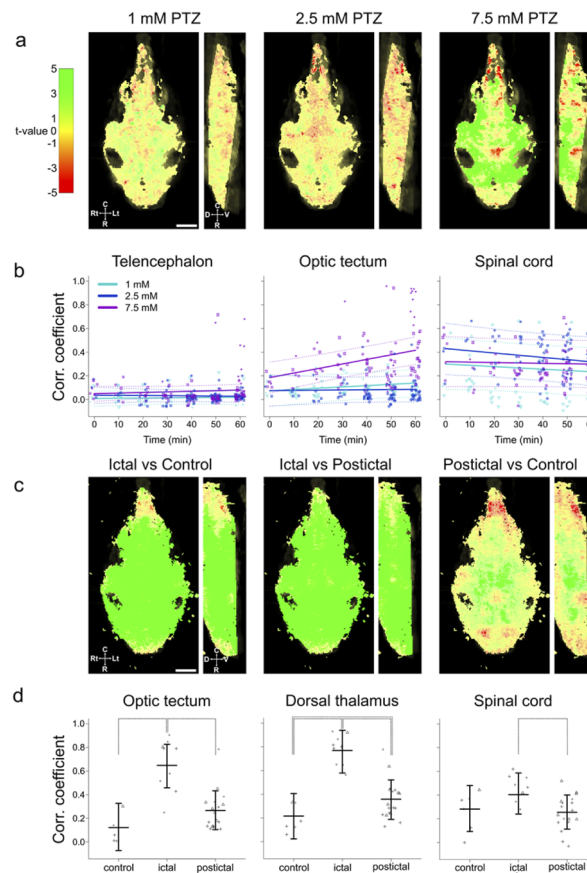 1 mM PTZ 2.5 mM PTZ 7.5 mM PTZ
a
5
3
1
t-value 0
-1
-3
-5
C
Rt Lt
R
C
D V
R
b
Telencephalon Optic tectum Spinal cord
1 mM
2.5 mM
7.5 mM
Corr. coefficient
1.0
0.8
0.6
0.4
0.2
0.0
0 10 20 30 40 50 60 0 10 20 30 40 50 60 0 10 20 30 40 50 60
Time (min) Time (min) Time (min)
Ictal vs Control Ictal vs Postictal Postictal vs Control
c
C
Rt Lt
R
C
D V
R
d
Optic tectum Dorsal thalamus Spinal cord
Corr. coefficient
1.0
0.8
0.6
0.4
0.2
0.0
control ictal postictal control ictal postictal control ictal postictal